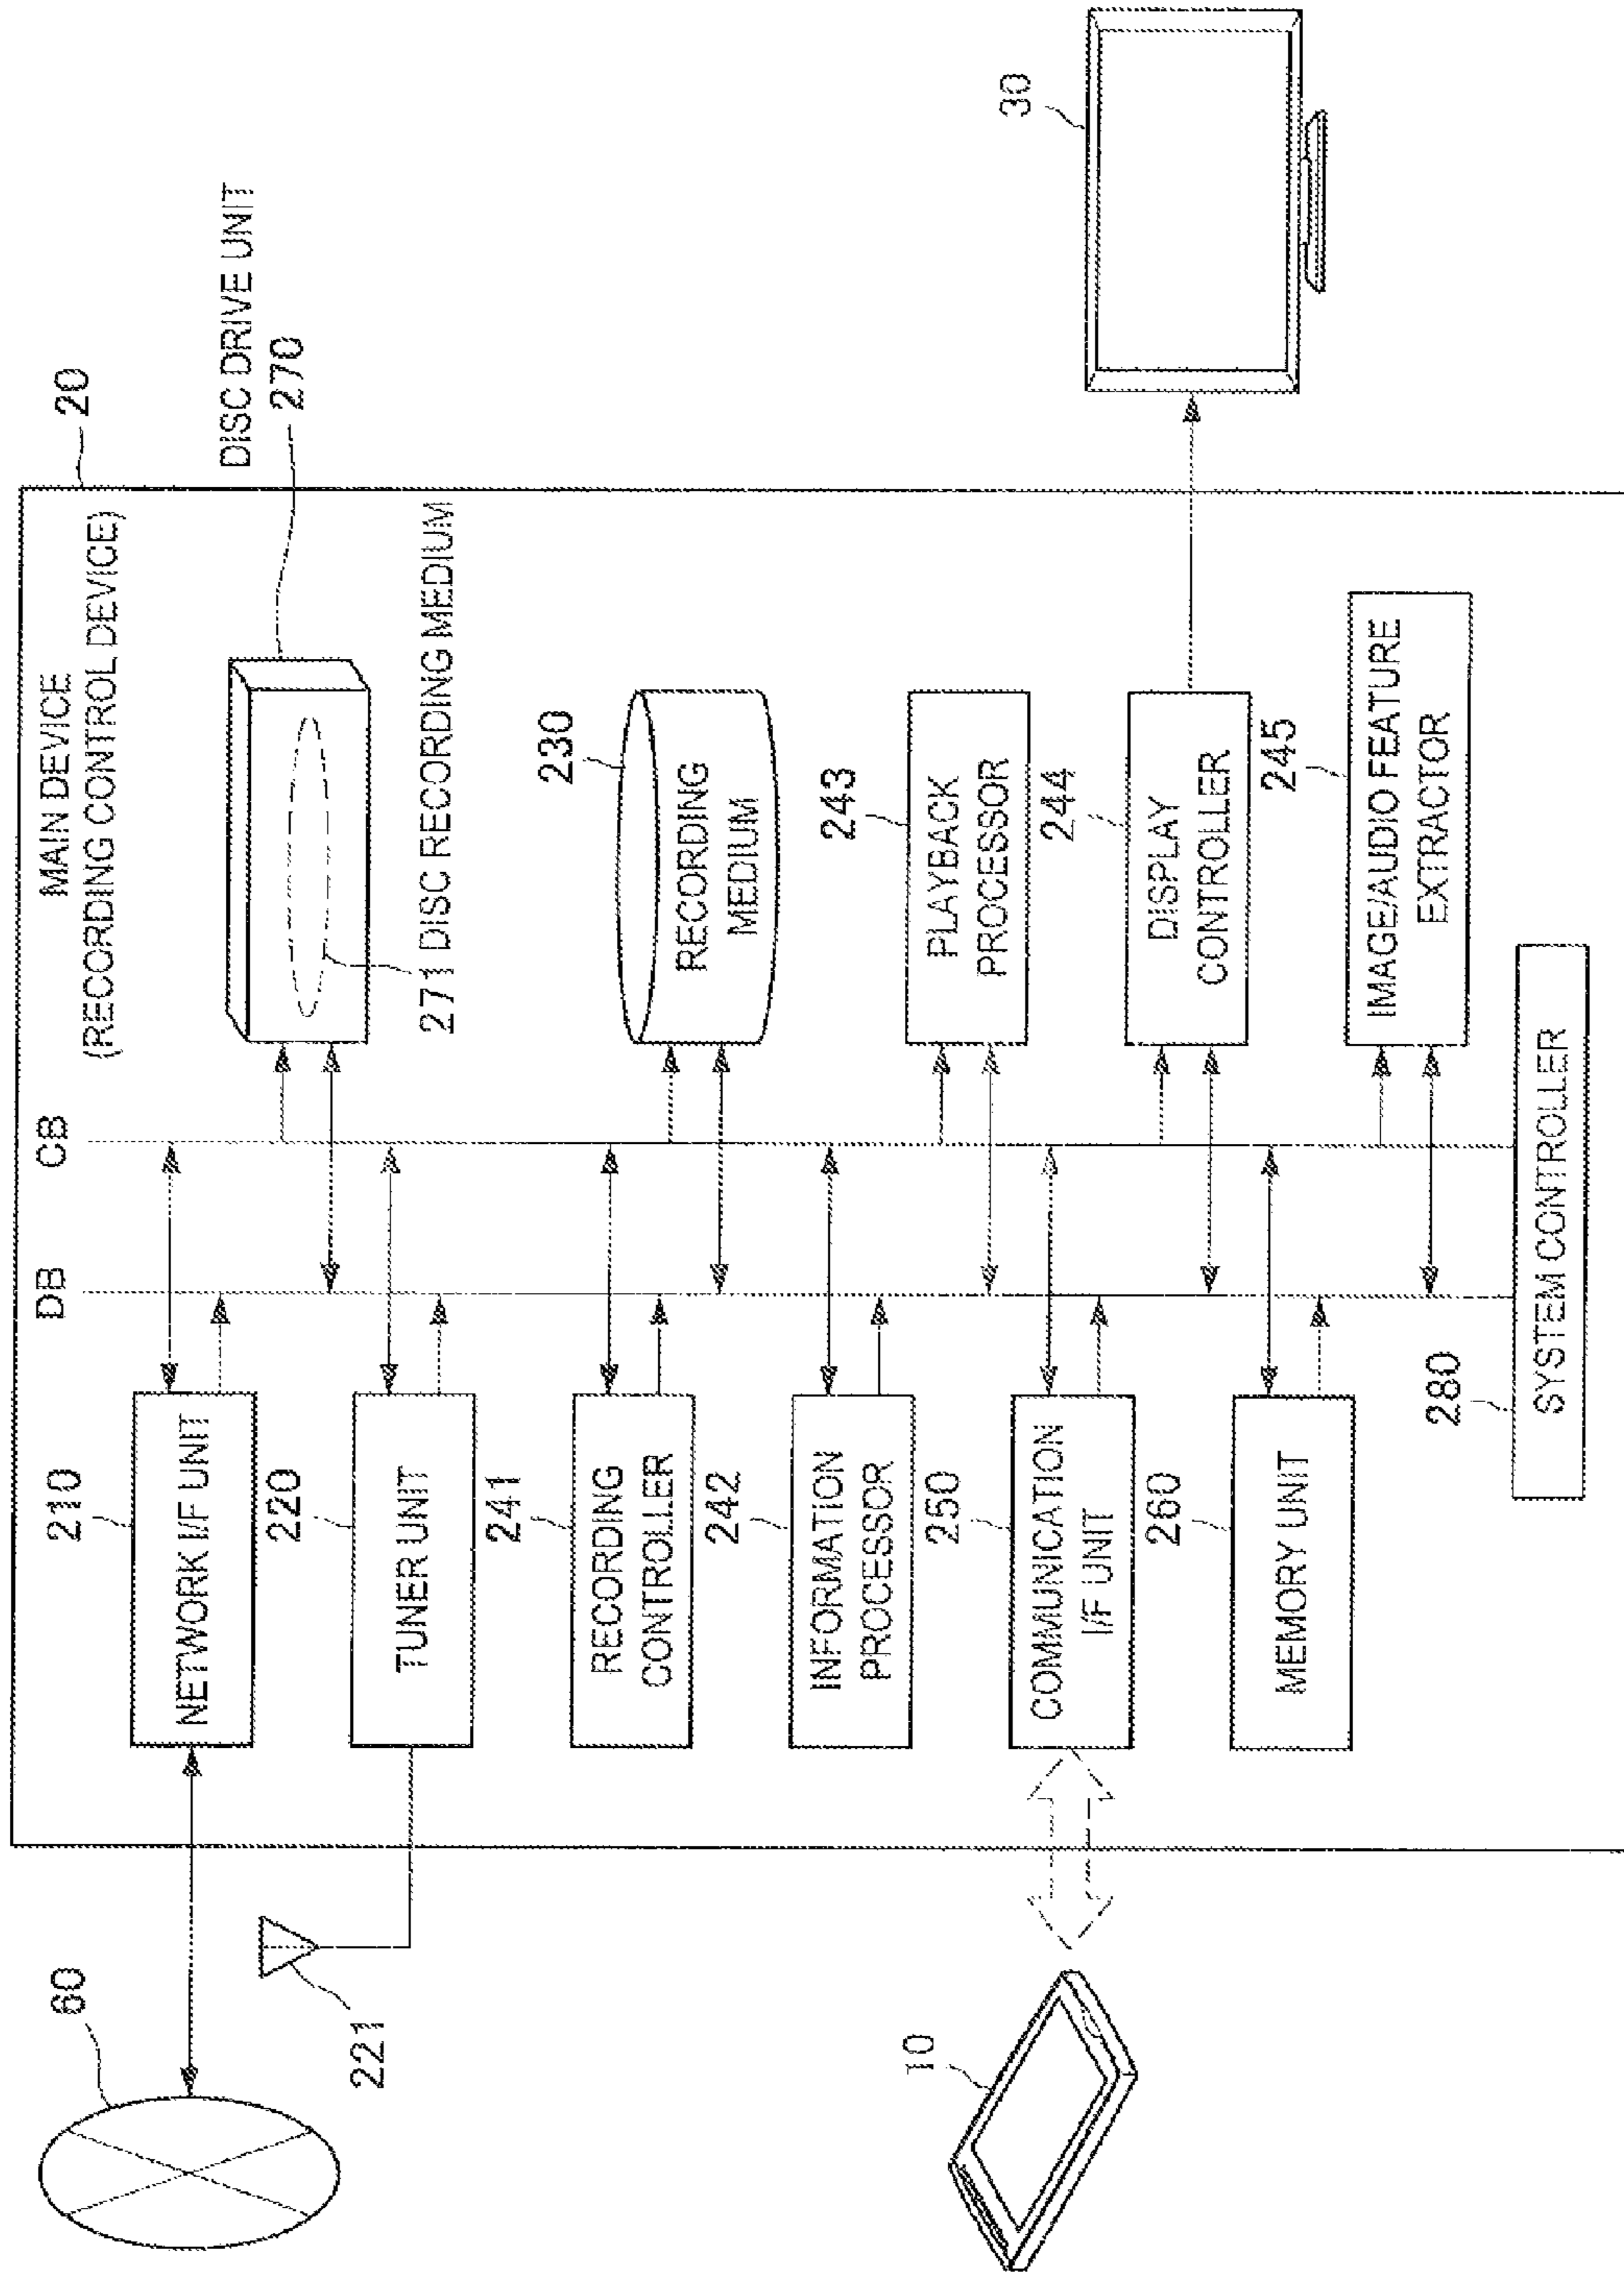 MAIN DEVICE
(RECORDING CONTROL DEVICE)
20
DB
CB
60
210
NETWORK I/F UNIT
DISC DRIVE UNIT
270
271 DISC RECORDING MEDIUM
221
220
TUNER UNIT
241
RECORDING
CONTROLLER
230
RECORDING
MEDIUM
242
INFORMATION
PROCESSOR
243
PLAYBACK
PROCESSOR
10
250
COMMUNICATION
I/F UNIT
244
DISPLAY
CONTROLLER
30
260
MEMORY UNIT
245
IMAGE/AUDIO FEATURE
EXTRACTOR
280
SYSTEM CONTROLLER